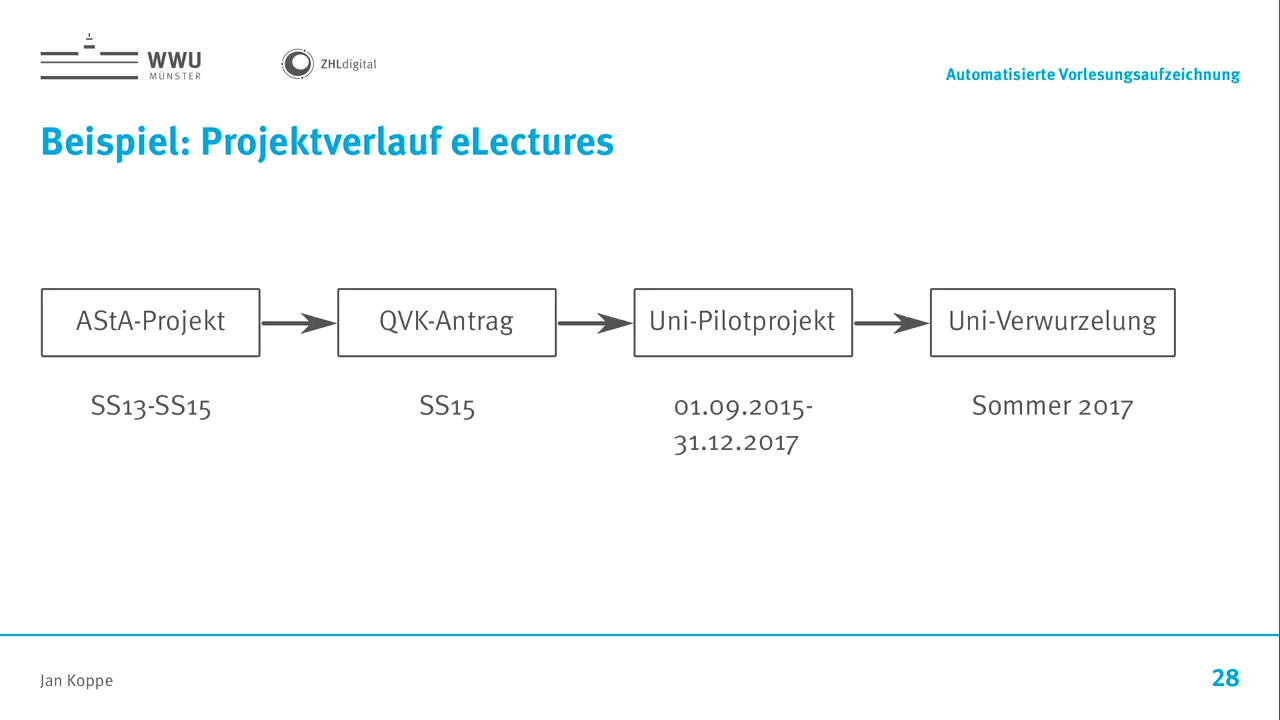 WWU
MÜNSTER
ZHLdigital
Automatisierte Vorlesungsaufzeichnung
Beispiel: Projektverlauf eLectures
AStA-Projekt
QVK-Antrag
Uni-Pilotprojekt
Uni-Verwurzelung
SS13-SS15
SS15
01.09.2015-
31.12.2017
Sommer 2017
Jan Koppe
28